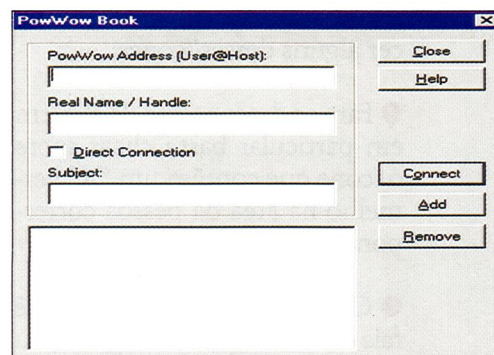 PowWow Book
PowWow Address (User@Host):
Close
Help
Real Name / Handle:
Direct Connection
Subject:
Connect
Add
Remove